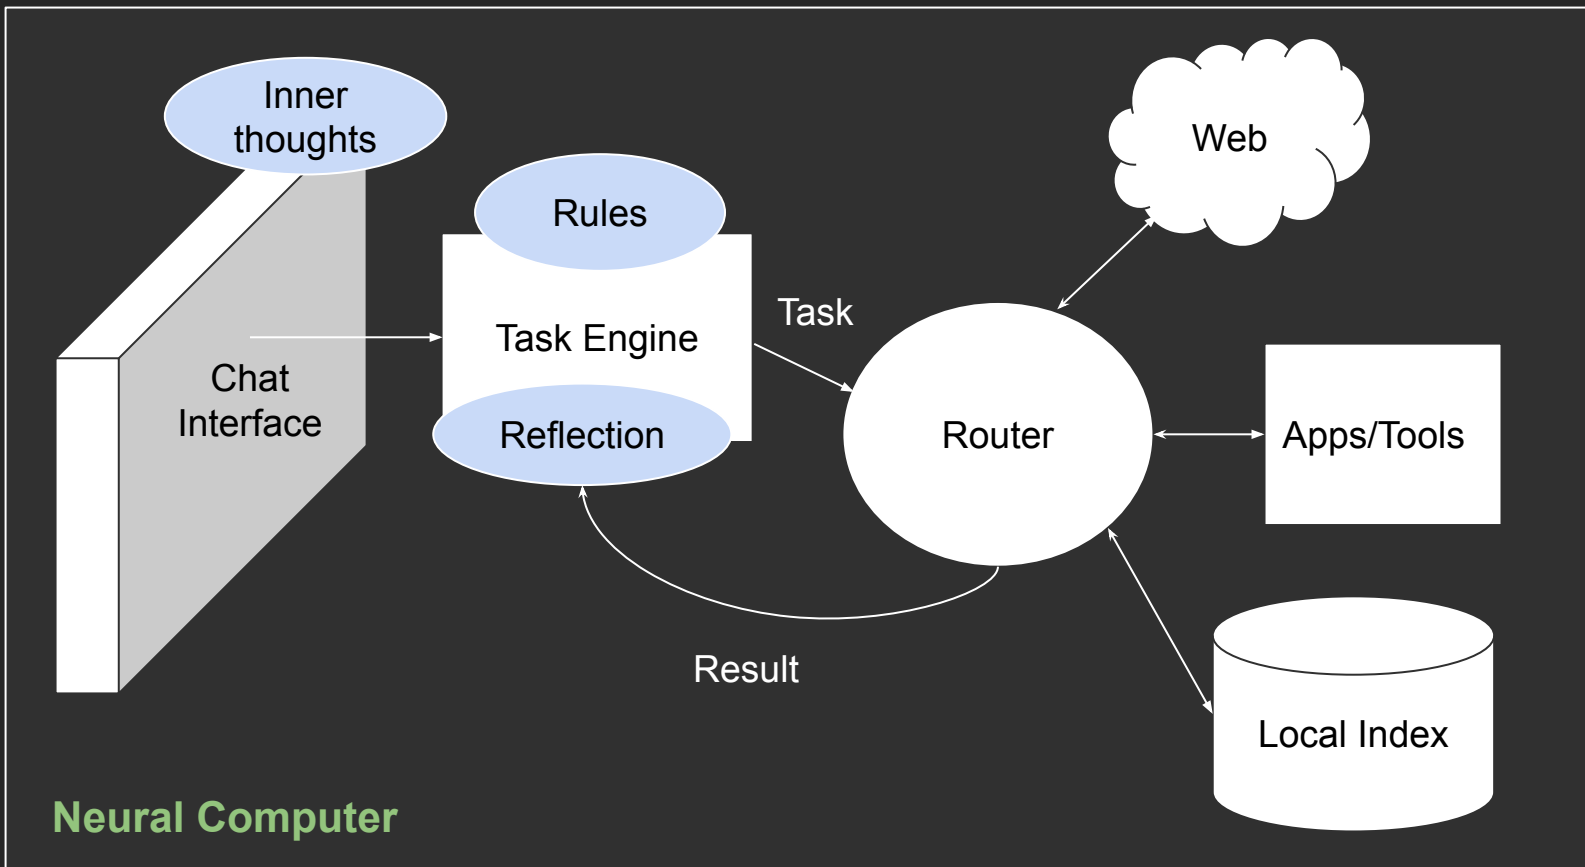 Inner
thoughts
Rules
Web
Task
Task Engine
Chat
Interface
Reflection
Router
Apps/Tools
Result
Local Index
Neural Computer